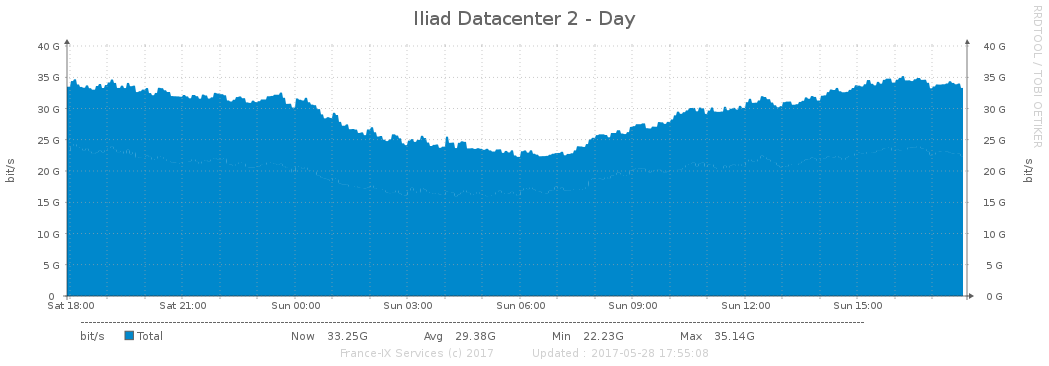 Iliad Datacenter 2 - Day
RRDTOOL / TOBI OETIKER
40 G 40 G
35 G 35 G
30 G 30 G
25 G 25 G
20 G 20 G
15 G 15 G
10 G 10 G
5 G 5 G
0 0 G
bit/s
bit/s
Sat 18:00 Sat 21:00 Sun 00:00 Sun 03:00 Sun 06:00 Sun 09:00 Sun 12:00 Sun 15:00
bit/s Total Now 33.25G Avg 29.38G Min 22.23G Max 35.14G
France-IX Services (c) 2017 Updated : 2017-05-28 17:55:08